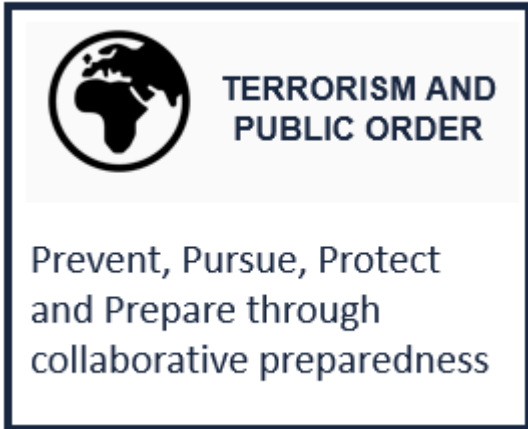 TERRORISM AND
PUBLIC ORDER
Prevent, Pursue, Protect
and Prepare through
collaborative preparedness